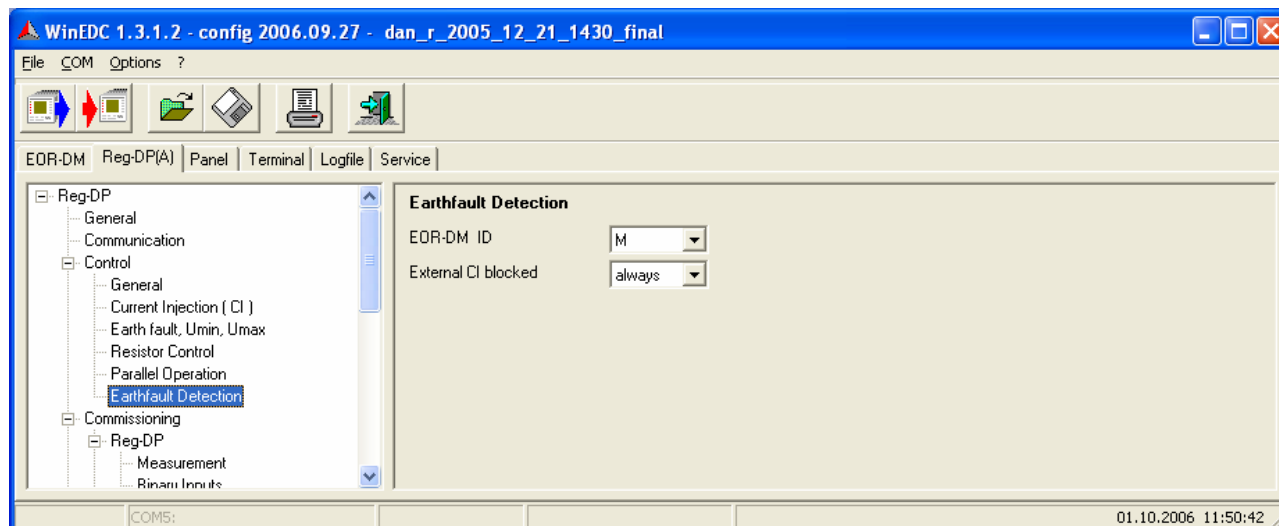 WinEDC 1.3.1.2 - config 2006.09.27 - dan_r_2005_12_21_1430_final
File COM Options ?
EOR-DM Reg-DP(A) Panel Terminal Logfile Service
Reg-DP
General
Communication
Control
General
Current Injection ( CI )
Earth fault, Umin, Umax
Resistor Control
Parallel Operation
Earthfault Detection
Commissioning
Reg-DP
Measurement
Binary Inputs
Earthfault Detection
EOR-DM ID M
External CI blocked always
COM5: 01.10.2006 11:50:42